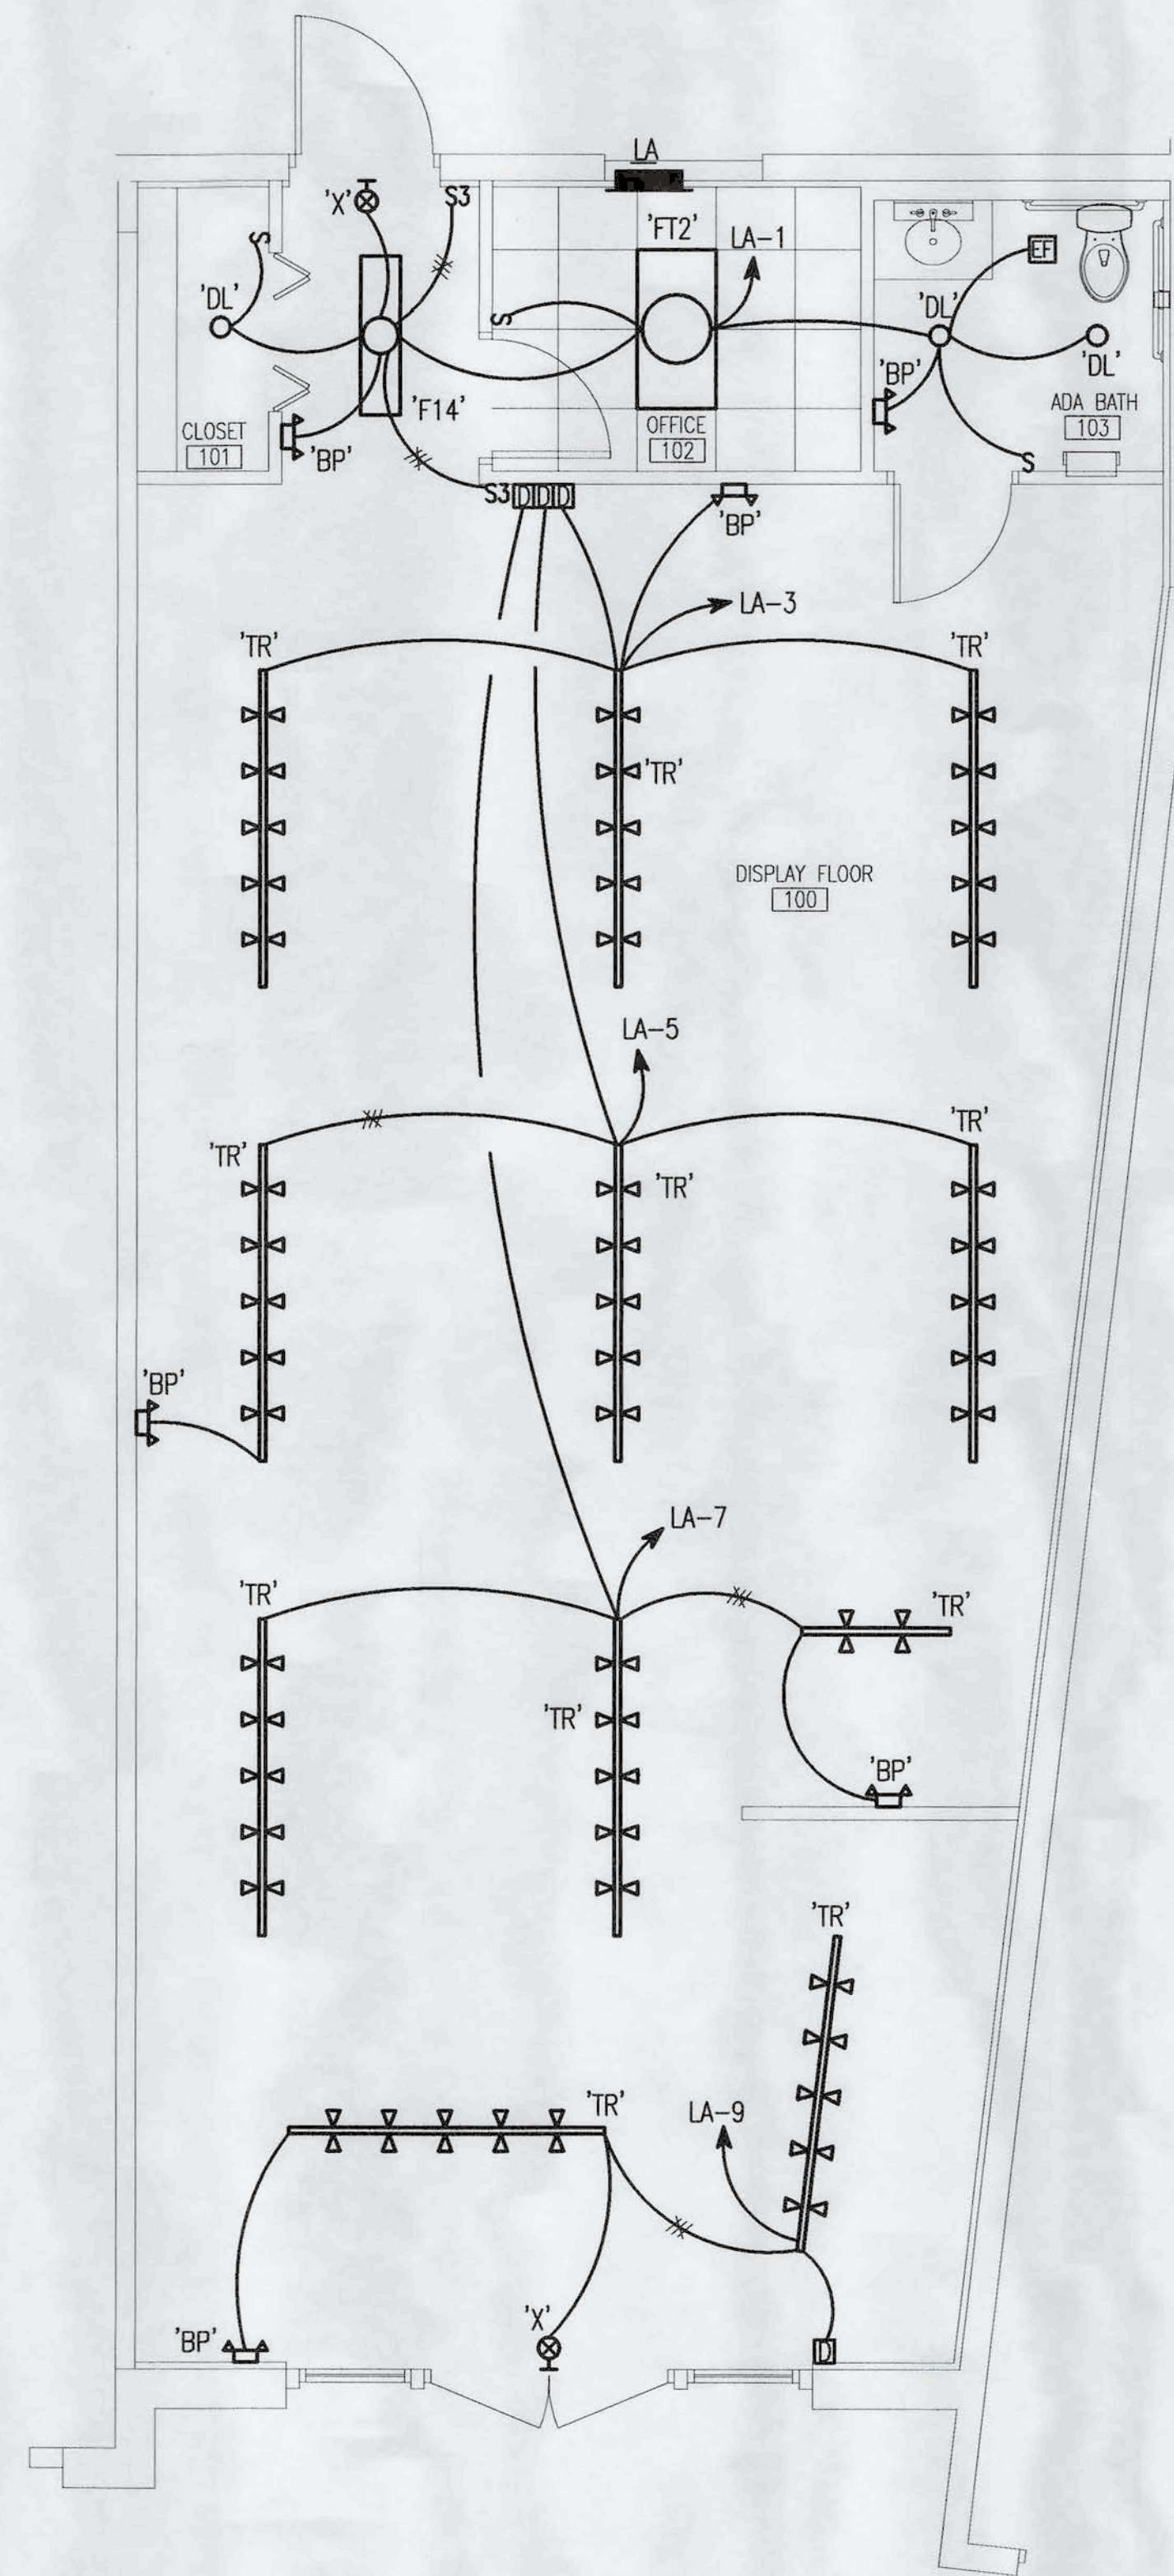 LA
'X'
S3
'FT2'
LA-1
S
EF
'DL'
'DL'
S
'BP'
'DL'
'F14'
ADA BATH
103
CLOSET
101
OFFICE
102
'BP'
S
S3
D D D
'BP'
LA-3
'TR'
'TR'
'TR'
DISPLAY FLOOR
100
LA-5
'TR'
'TR'
'TR'
'BP'
LA-7
'TR'
'TR'
'TR'
'BP'
'TR'
'TR'
LA-9
'X'
'BP'
D